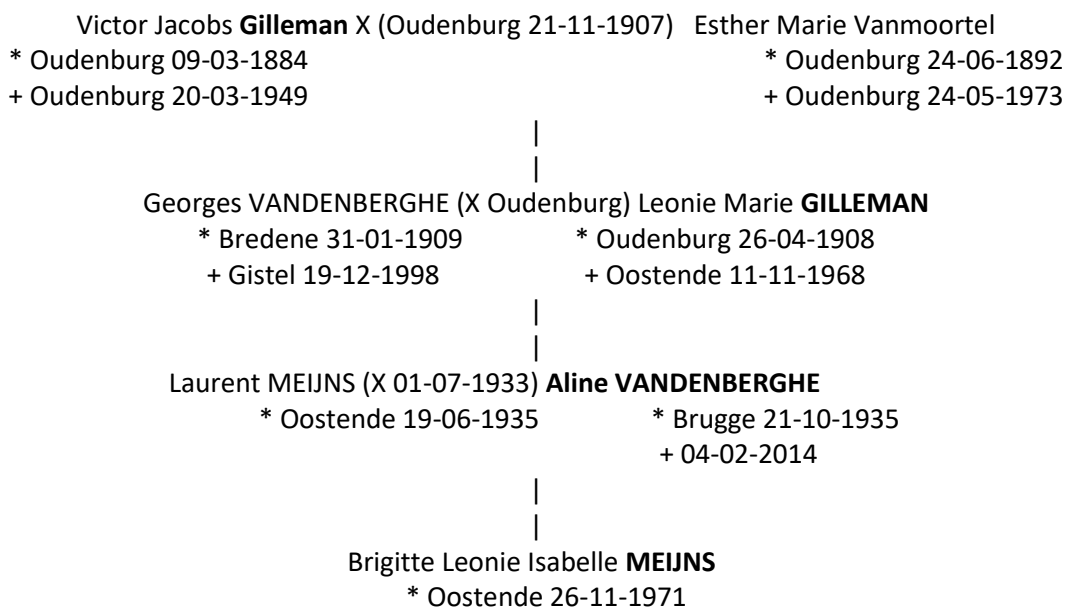 Victor Jacobs Gilleman X (Oudenburg 21-11-1907) Esther Marie Vanmoortel
* Oudenburg 09-03-1884 * Oudenburg 24-06-1892
+ Oudenburg 20-03-1949 + Oudenburg 24-05-1973
|
|
Georges VANDENBERGHE (X Oudenburg) Leonie Marie GILLEMAN
* Bredene 31-01-1909 * Oudenburg 26-04-1908
+ Gistel 19-12-1998 + Oostende 11-11-1968
|
|
Laurent MEIJNS (X 01-07-1933) Aline VANDENBERGHE
* Oostende 19-06-1935 * Brugge 21-10-1935
+ 04-02-2014
|
|
Brigitte Leonie Isabelle MEIJNS
* Oostende 26-11-1971